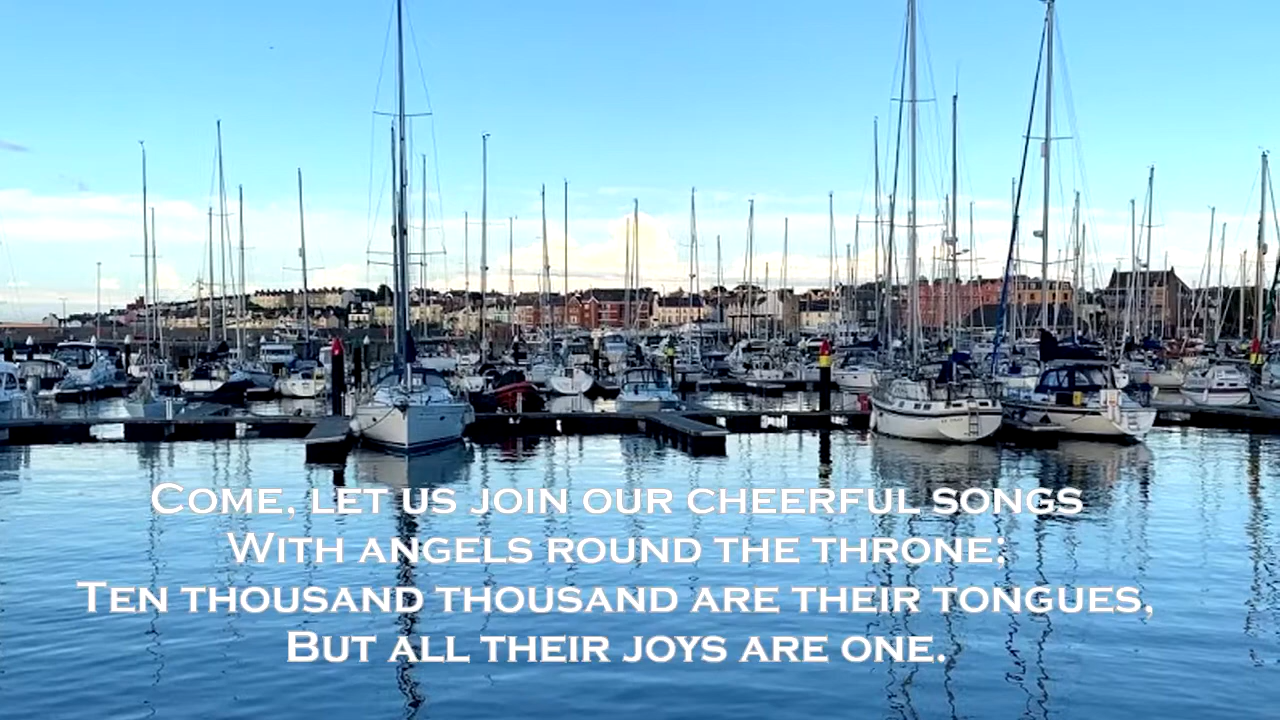 Come, let us join our cheerful songs
With angels round the throne;
Ten thousand thousand are their tongues,
But all their joys are one.